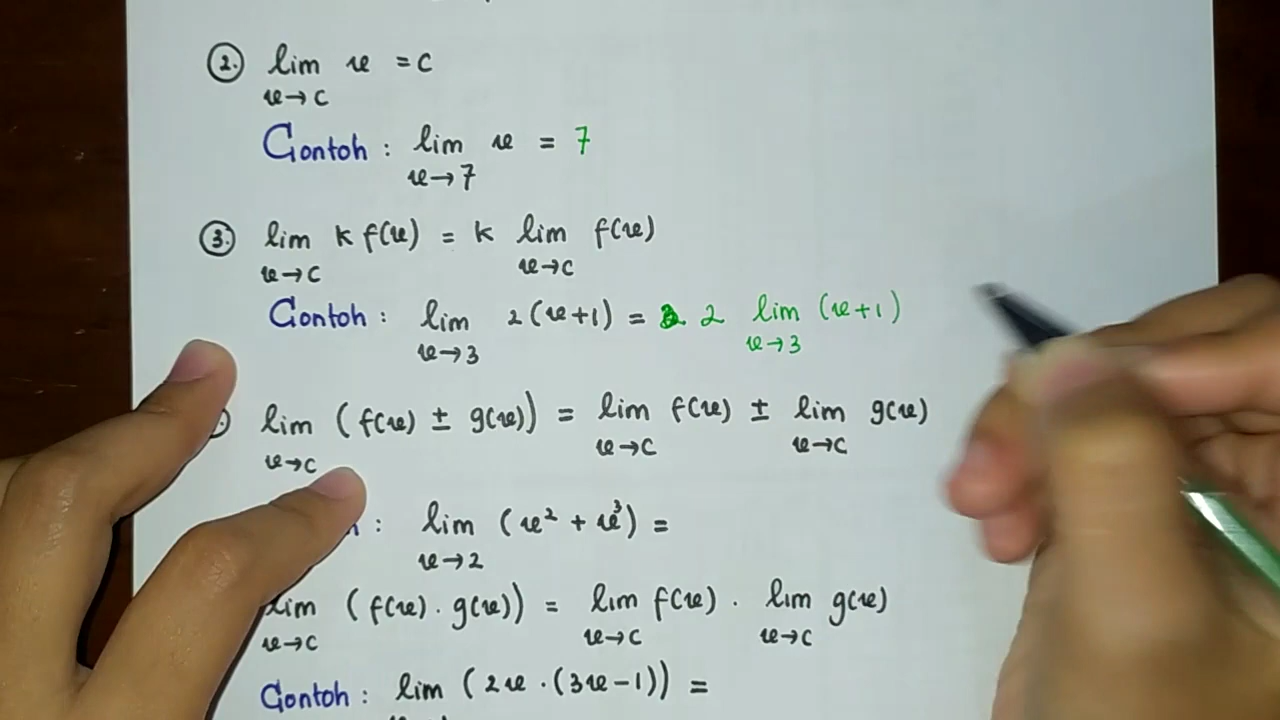 2. lim x = c
x→c
Contoh : lim x = 7
x→7
3. lim k f(x) = k lim f(x)
x→c x→c
Contoh : lim 2(x+1) = 2 lim (x+1)
x→3 x→3
lim (f(x) ± g(x)) = lim f(x) ± lim g(x)
x→c x→c x→c
: lim (x² + x³) =
x→2
lim (f(x) . g(x)) = lim f(x) . lim g(x)
x→c x→c x→c
Contoh : lim (2x .(3x−1)) =